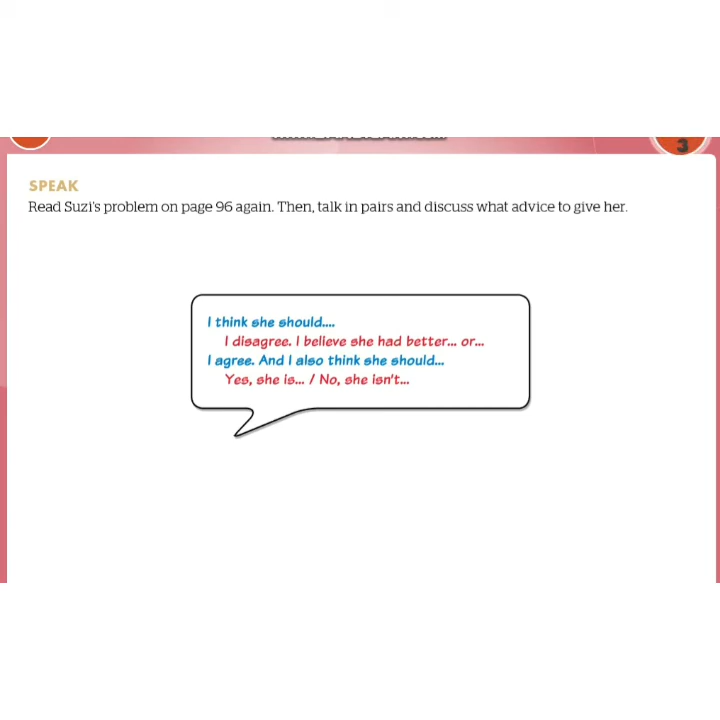 3
SPEAK
Read Suzi's problem on page 96 again. Then, talk in pairs and discuss what advice to give her.
I think she should....
I disagree. I believe she had better... or...
I agree. And I also think she should...
Yes, she is... / No, she isn't...